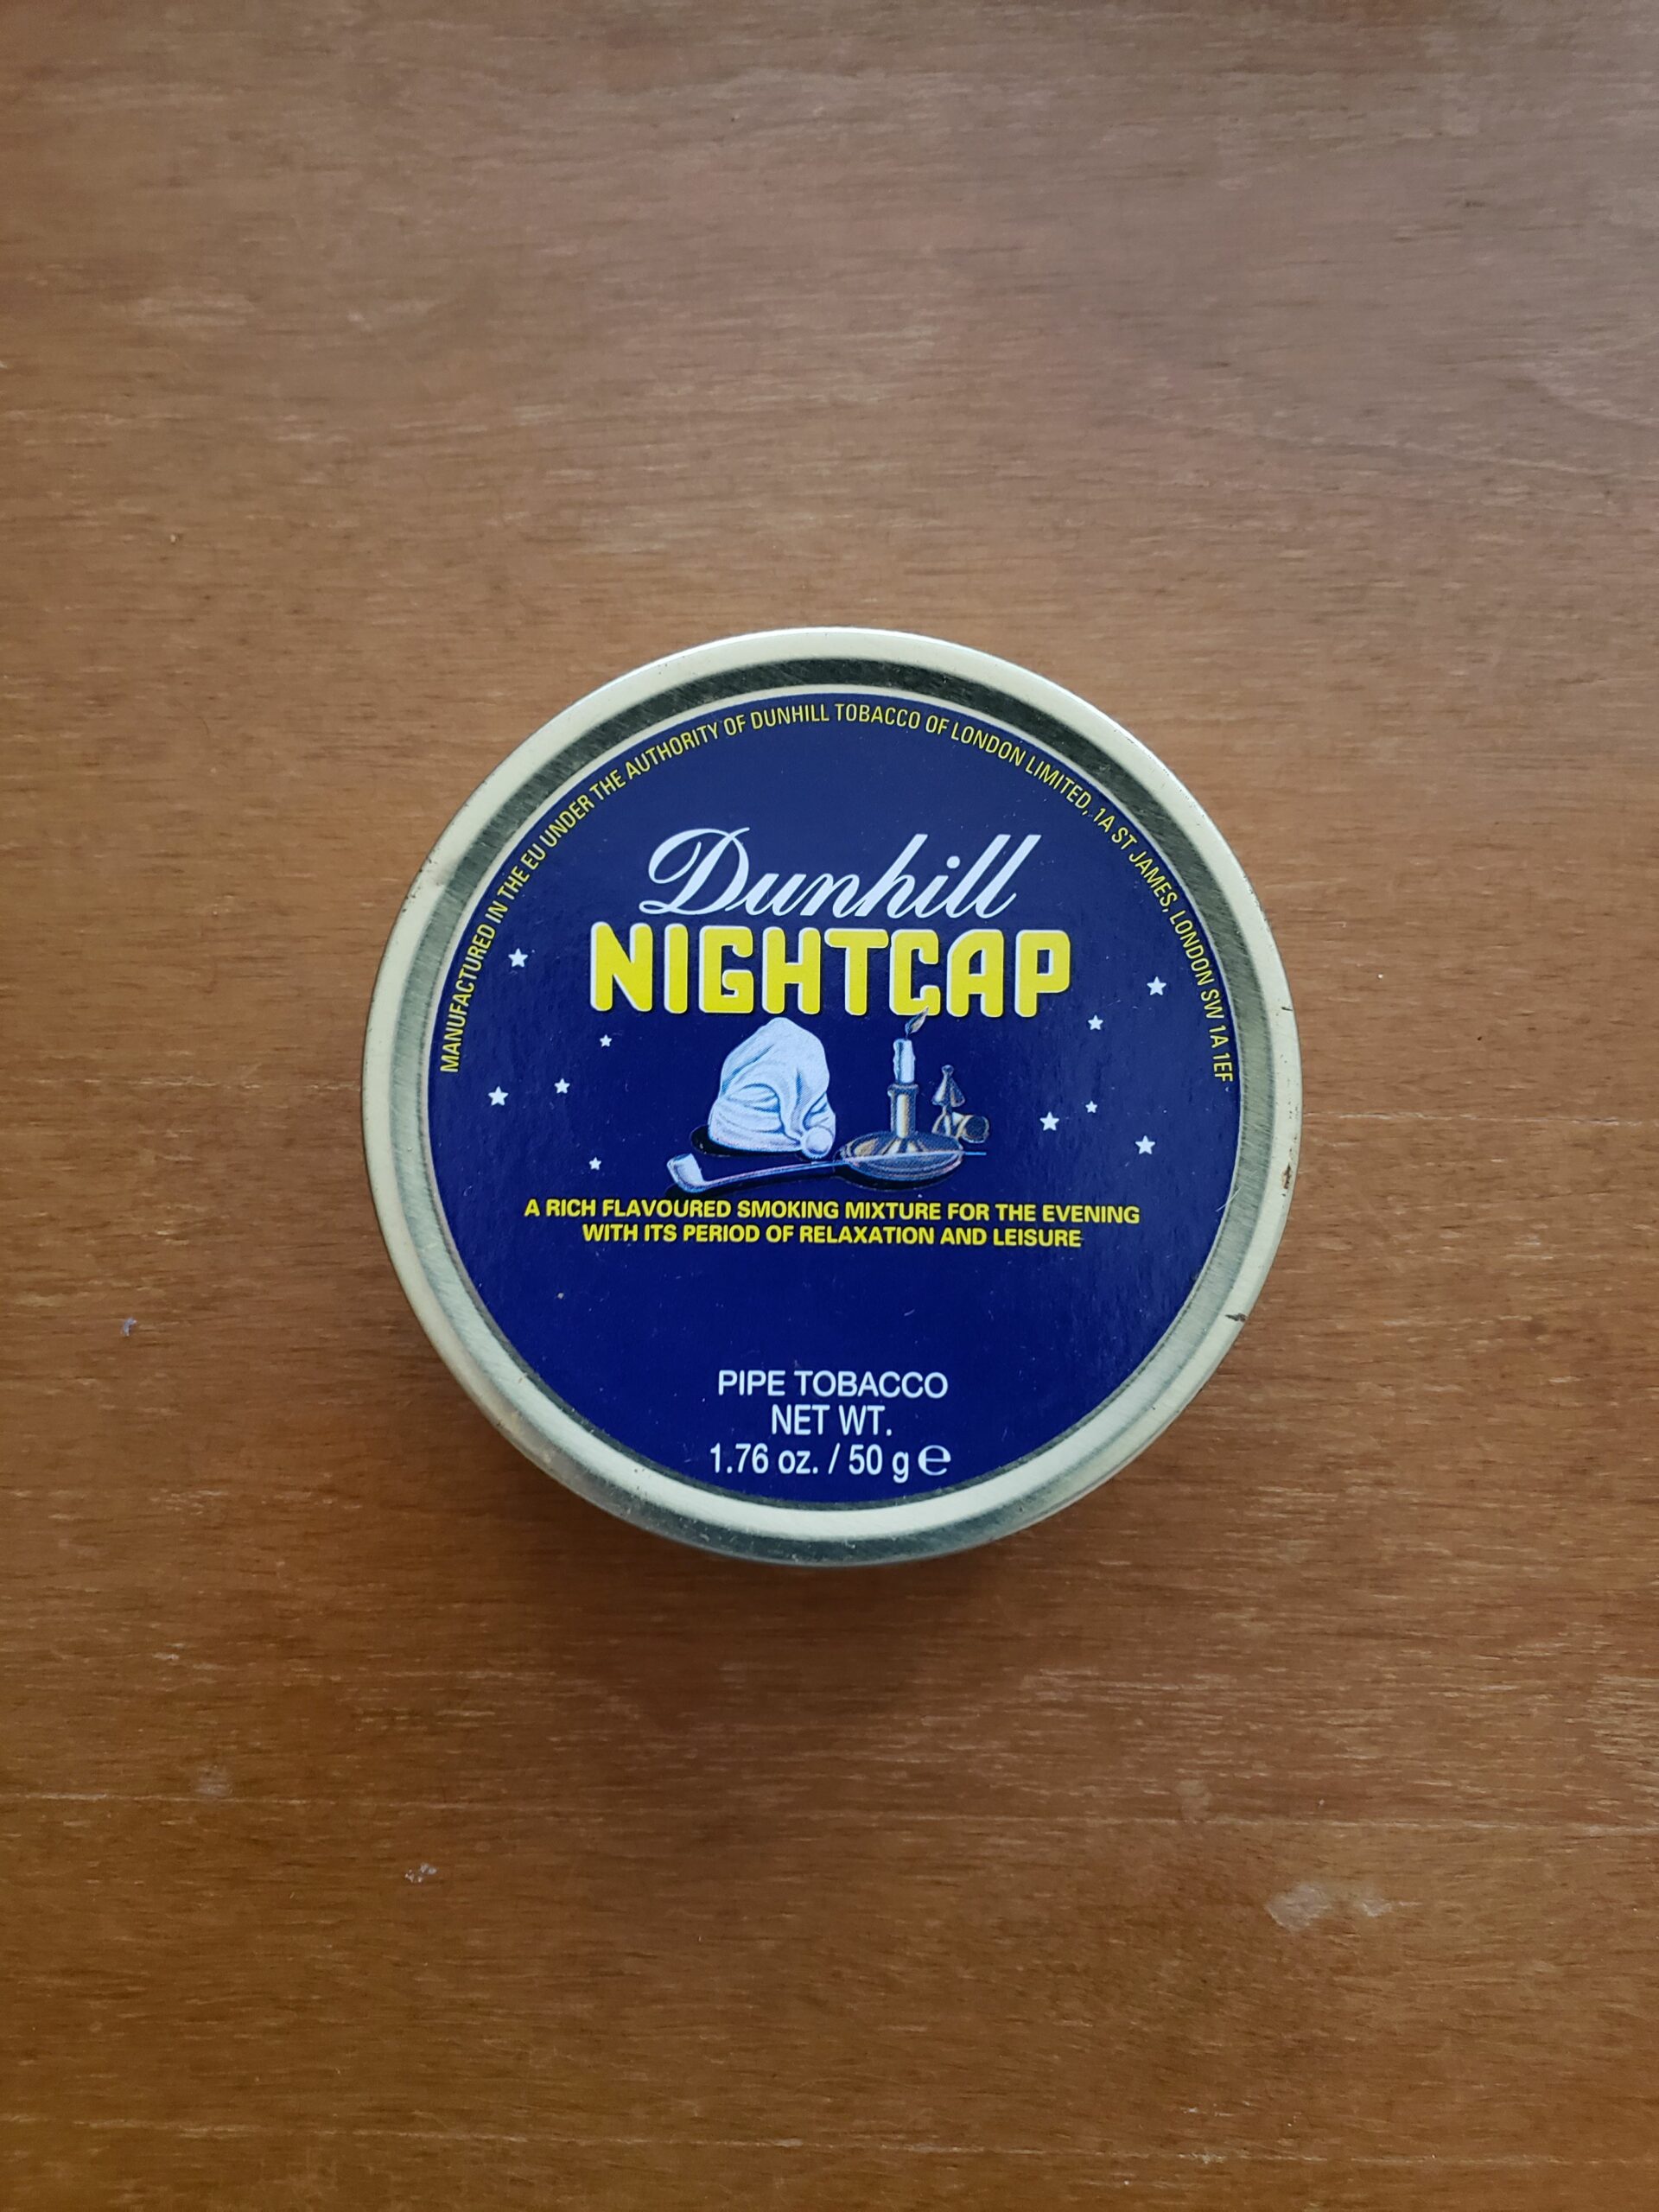 MANUFACTURED IN THE EU UNDER THE AUTHORITY OF DUNHILL TOBACCO OF LONDON LIMITED, 1A ST JAMES, LONDON SW 1A 1EF
Dunhill
NIGHTCAP
A RICH FLAVOURED SMOKING MIXTURE FOR THE EVENING
WITH ITS PERIOD OF RELAXATION AND LEISURE
PIPE TOBACCO
NET WT.
1.76 oz. / 50 g ℮